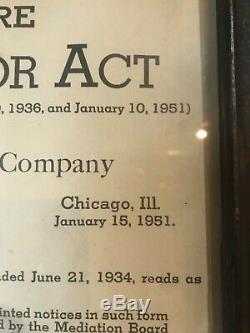 RE
OR ACT
, 1936, and January 10, 1951)
Company
Chicago, Ill.
January 15, 1951.
ded June 21, 1934, reads as
inted notices in such form
d by the Mediation Board